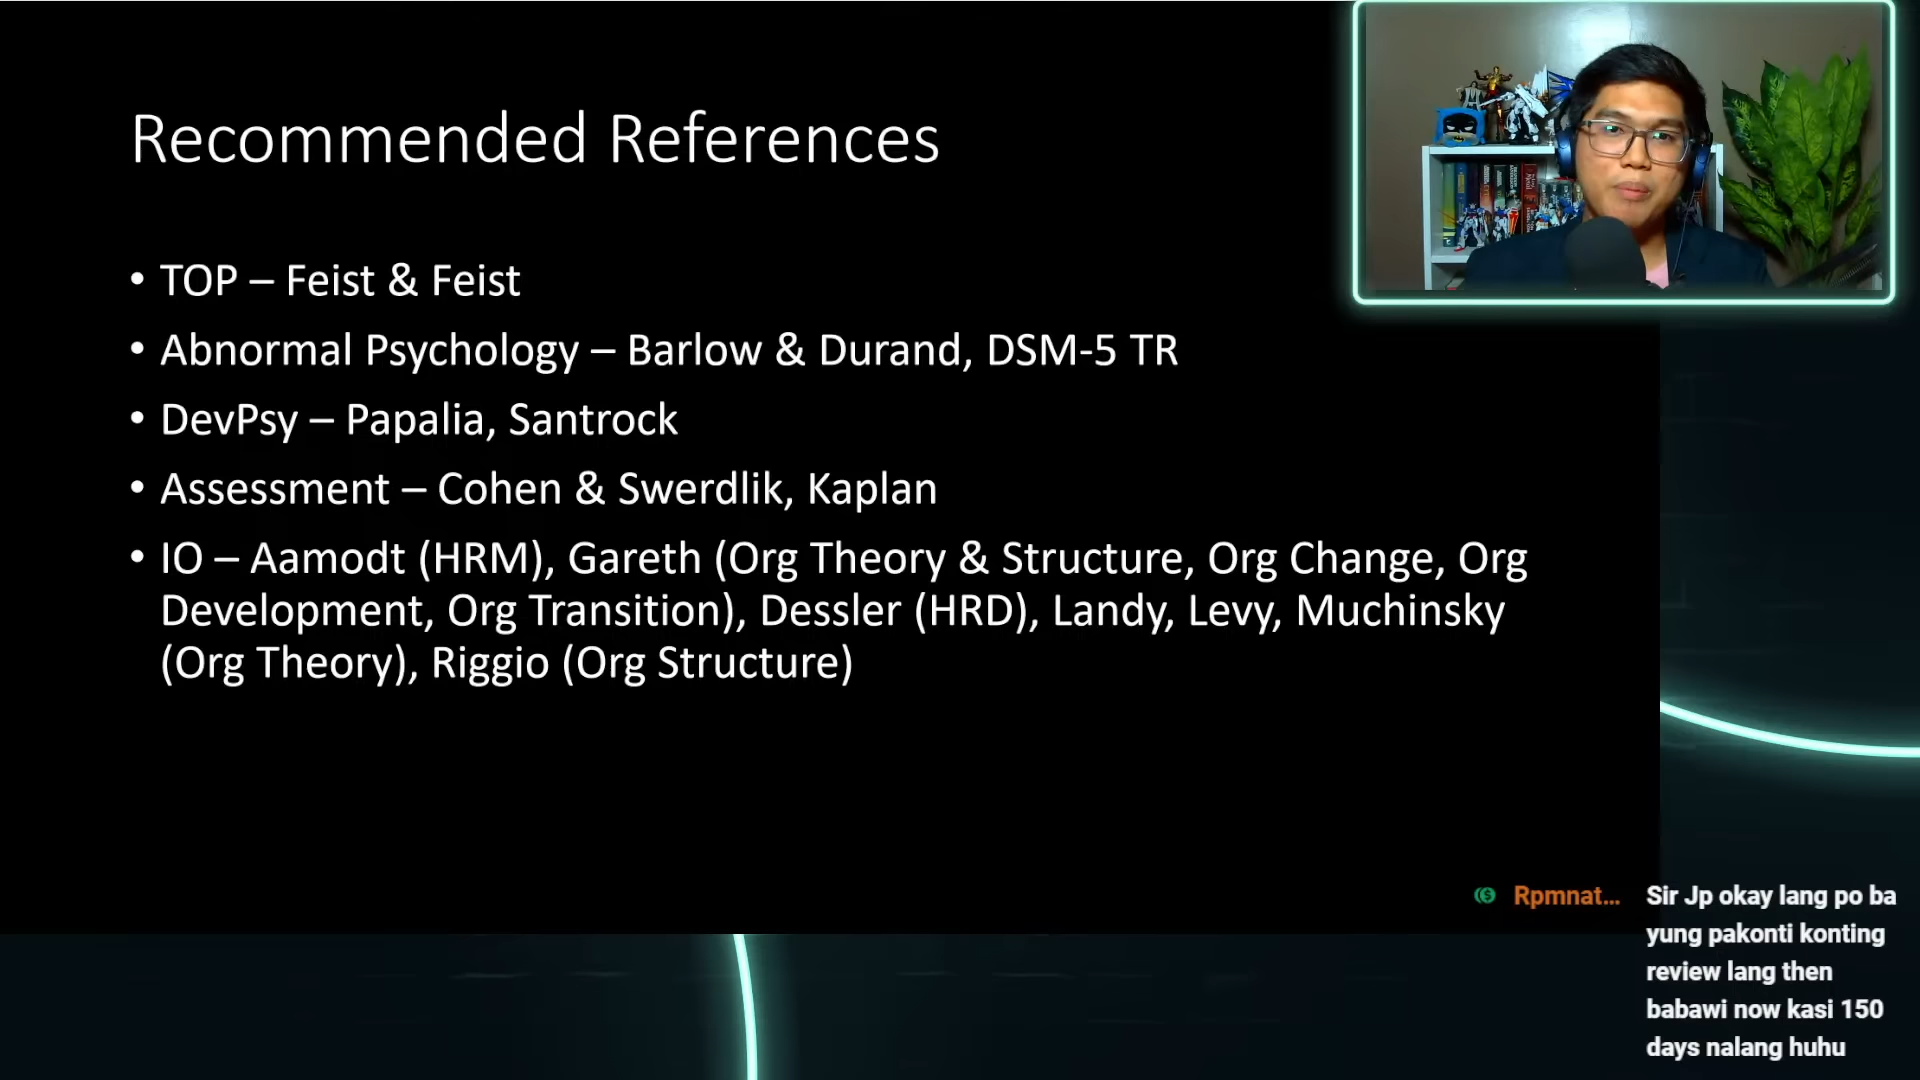 Recommended References
• TOP – Feist & Feist
• Abnormal Psychology – Barlow & Durand, DSM-5 TR
• DevPsy – Papalia, Santrock
• Assessment – Cohen & Swerdlik, Kaplan
• IO – Aamodt (HRM), Gareth (Org Theory & Structure, Org Change, Org
Development, Org Transition), Dessler (HRD), Landy, Levy, Muchinsky
(Org Theory), Riggio (Org Structure)
Rpmnat... Sir Jp okay lang po ba
yung pakonti konting
review lang then
babawi now kasi 150
days nalang huhu